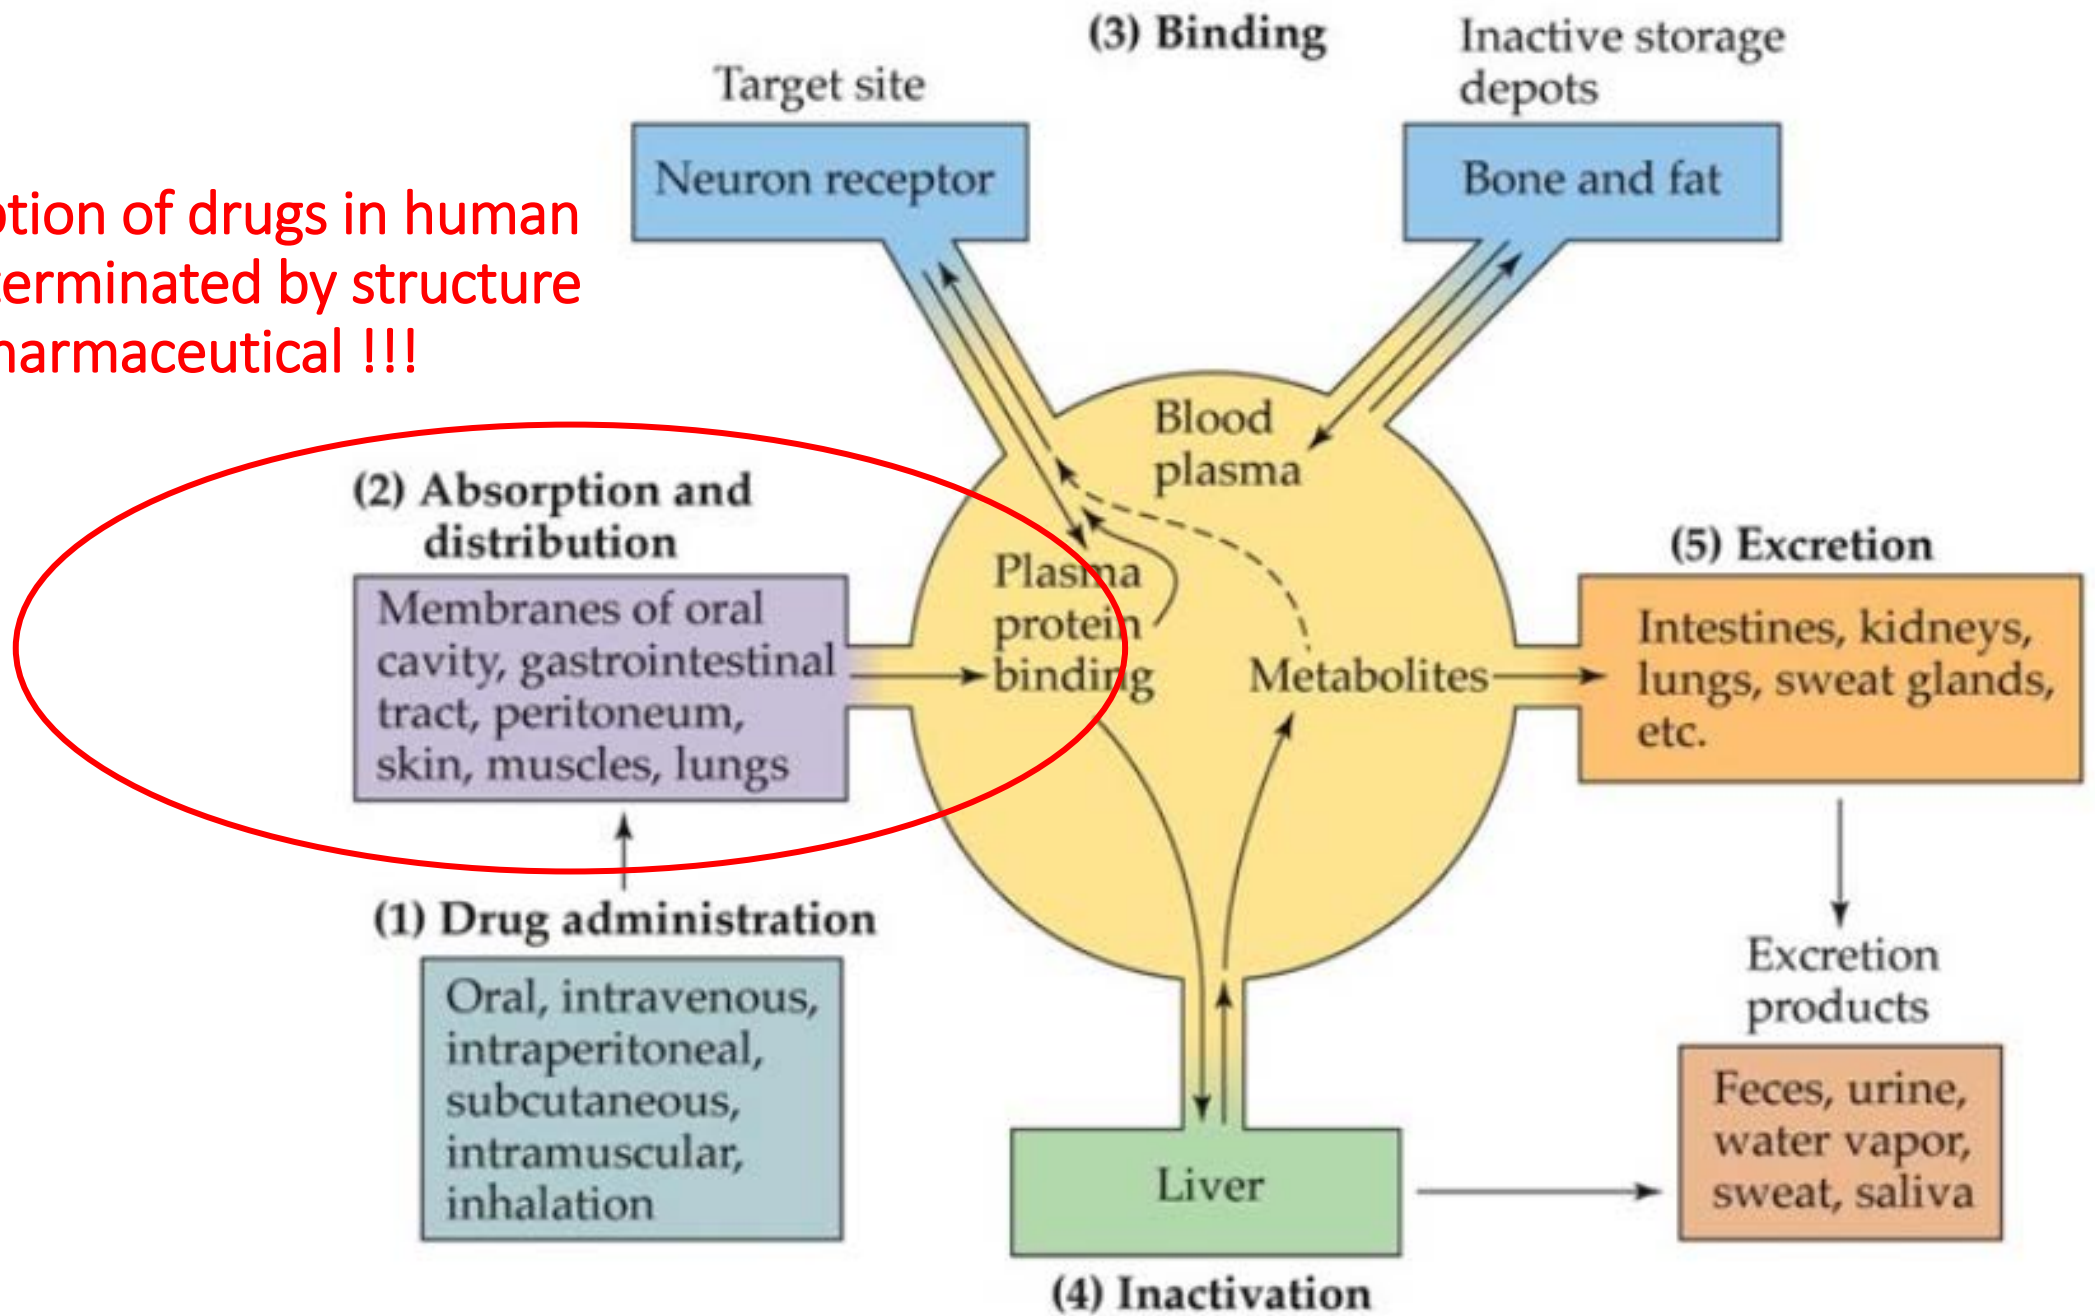 (3) Binding
Target site
Neuron receptor
Inactive storage
depots
Bone and fat
ption of drugs in human
terminated by structure
harmaceutical !!!
Blood
plasma
(2) Absorption and
distribution
Membranes of oral
cavity, gastrointestinal
tract, peritoneum,
skin, muscles, lungs
Plasma
protein
binding
Metabolites
(5) Excretion
Intestines, kidneys,
lungs, sweat glands,
etc.
(1) Drug administration
Oral, intravenous,
intraperitoneal,
subcutaneous,
intramuscular,
inhalation
Excretion
products
Feces, urine,
water vapor,
sweat, saliva
Liver
(4) Inactivation